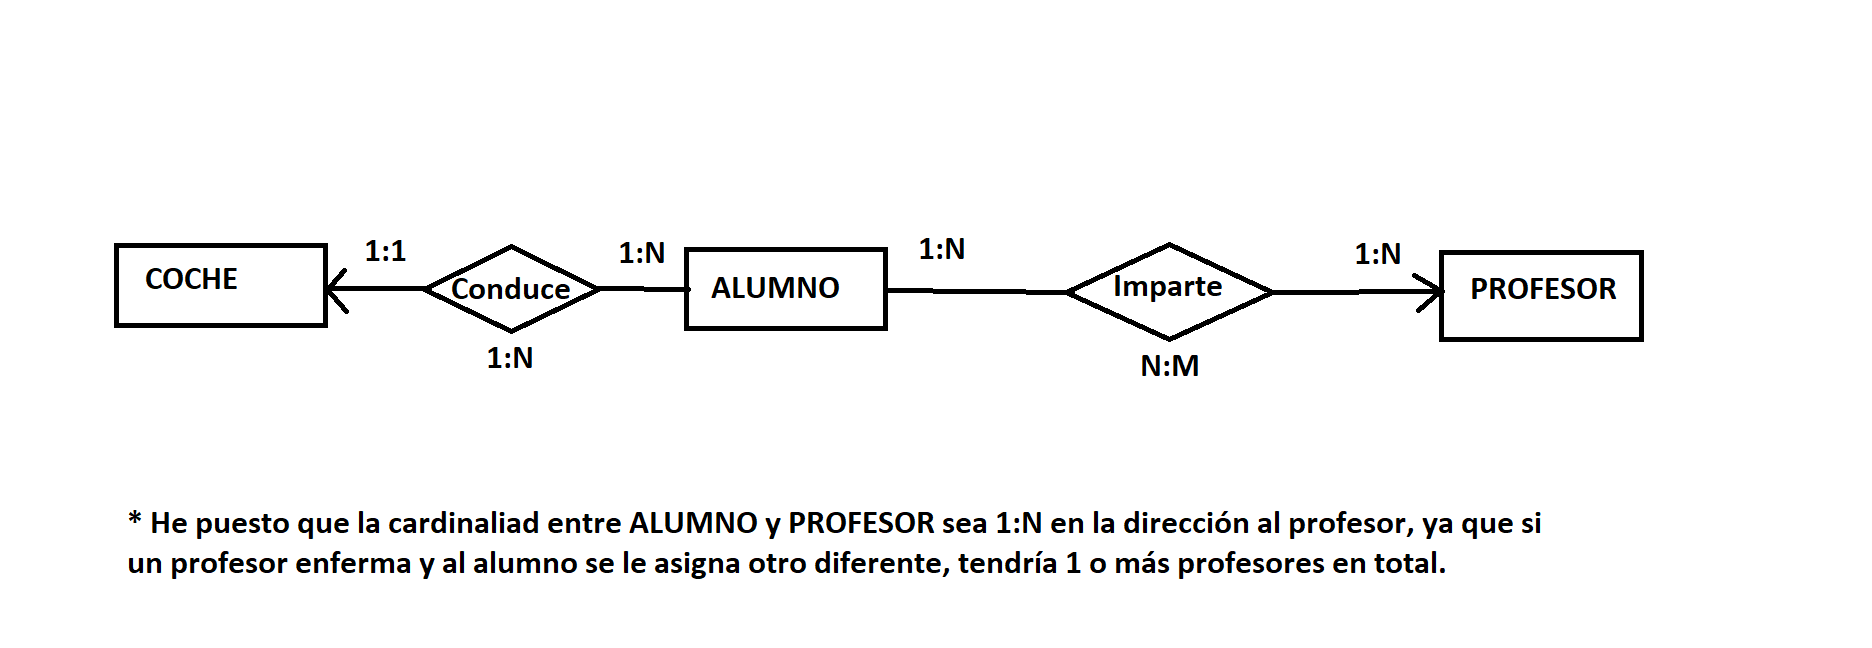 1:1
1:N
1:N
1:N
COCHE
Conduce
ALUMNO
Imparte
PROFESOR
1:N
N:M
* He puesto que la cardinaliad entre ALUMNO y PROFESOR sea 1:N en la dirección al profesor, ya que si
un profesor enferma y al alumno se le asigna otro diferente, tendría 1 o más profesores en total.